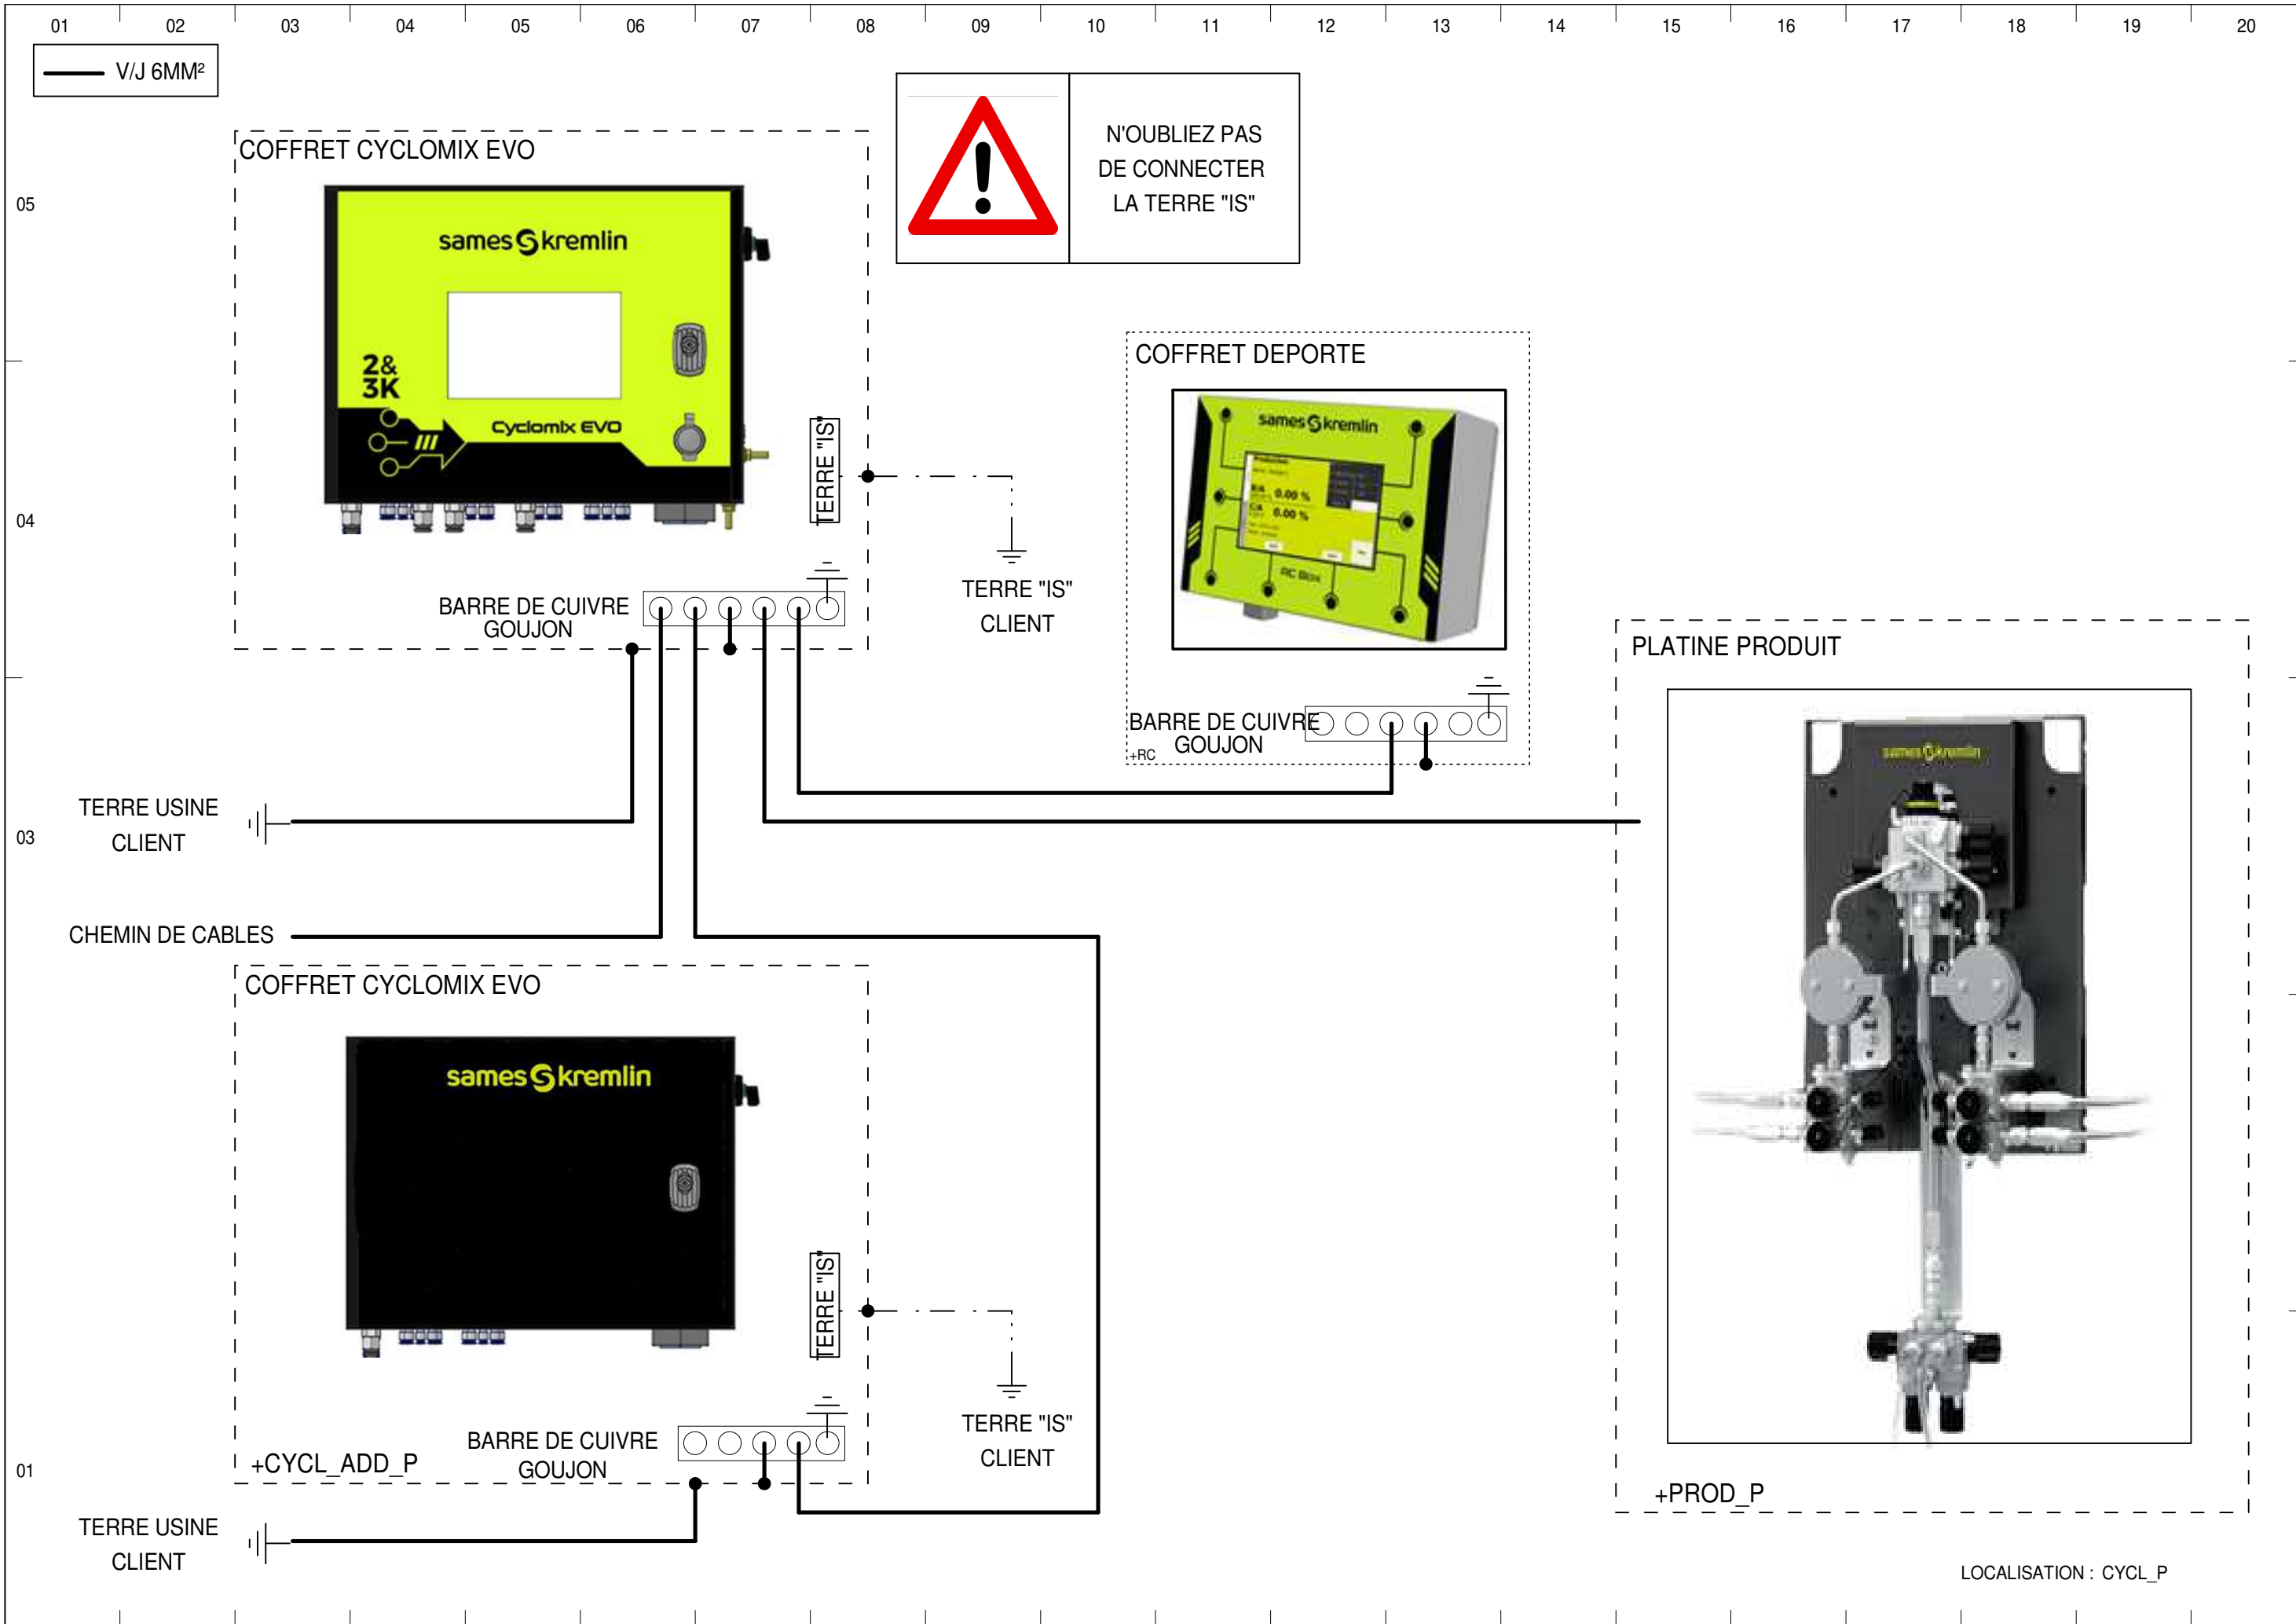 01 02 03 04 05 06 07 08 09 10 11 12 13 14 15 16 17 18 19 20
V/J 6MM²
N'OUBLIEZ PAS
DE CONNECTER
LA TERRE "IS"
COFFRET CYCLOMIX EVO
05
sames kremlin
2&
3K
Cyclomix EVO
TERRE "IS"
04
BARRE DE CUIVRE
GOUJON
TERRE "IS"
CLIENT
COFFRET DEPORTE
sames kremlin
0.00 %
0.00 %
RC Box
BARRE DE CUIVRE
GOUJON
+RC
PLATINE PRODUIT
sames kremlin
+PROD_P
TERRE USINE
CLIENT
03
CHEMIN DE CABLES
COFFRET CYCLOMIX EVO
sames kremlin
TERRE "IS"
TERRE "IS"
CLIENT
BARRE DE CUIVRE
GOUJON
+CYCL_ADD_P
01
TERRE USINE
CLIENT
LOCALISATION : CYCL_P